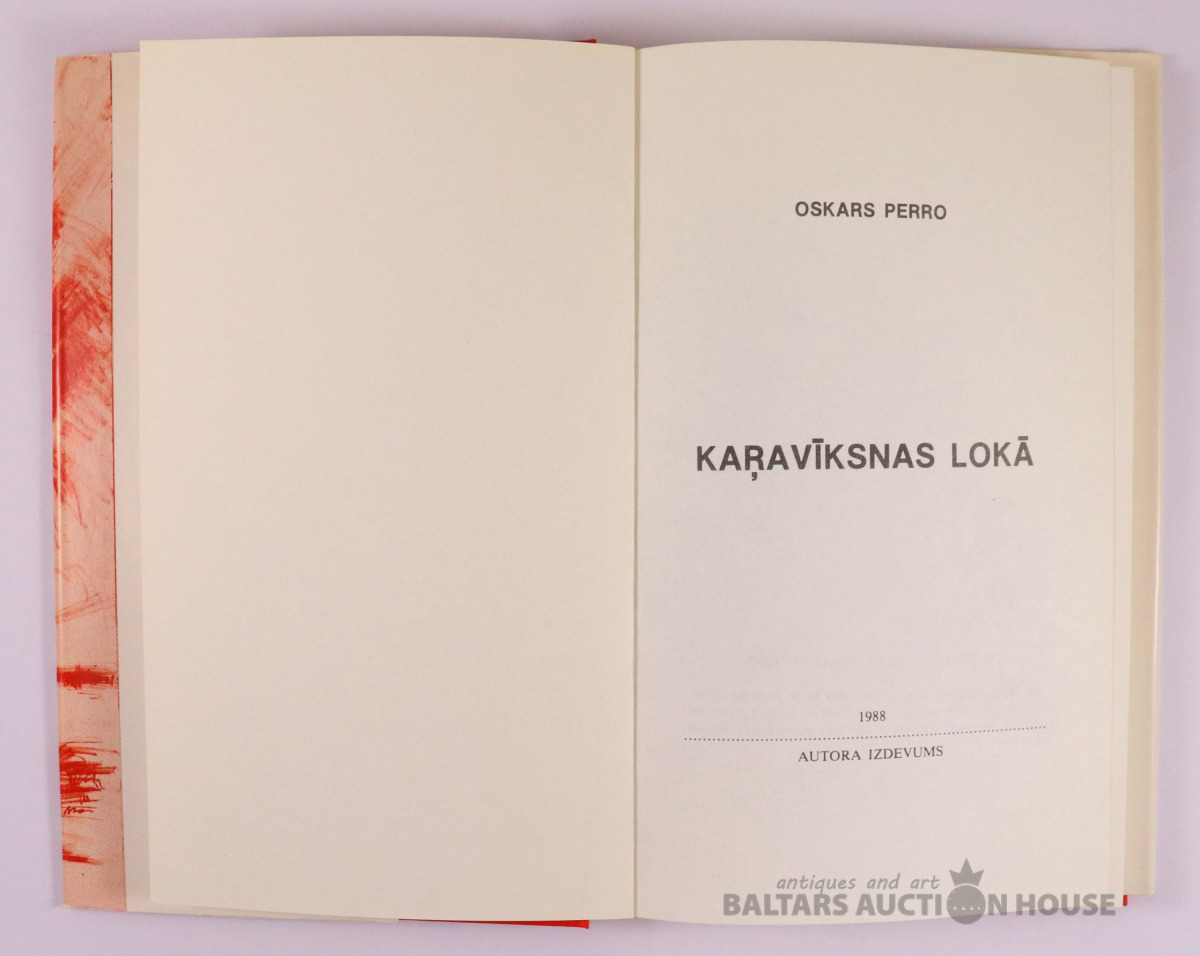 OSKARS PERRO
KAŖAVĪKSNAS LOKĀ
1988
AUTORA IZDEVUMS
antiques and art
BALTARS AUCTION HOUSE